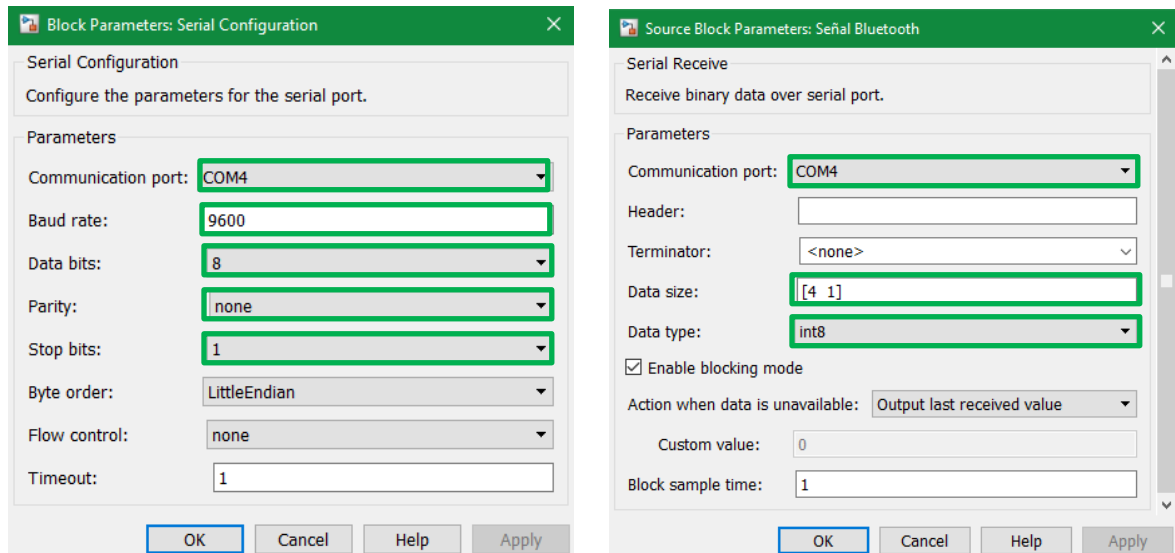 Block Parameters: Serial Configuration
Serial Configuration
Configure the parameters for the serial port.
Parameters
Communication port: COM4
Baud rate: 9600
Data bits: 8
Parity: none
Stop bits: 1
Byte order: LittleEndian
Flow control: none
Timeout: 1
OK Cancel Help Apply
Source Block Parameters: Señal Bluetooth
Serial Receive
Receive binary data over serial port.
Parameters
Communication port: COM4
Header:
Terminator: <none>
Data size: [4 1]
Data type: int8
Enable blocking mode
Action when data is unavailable: Output last received value
Custom value: 0
Block sample time: 1
OK Cancel Help Apply